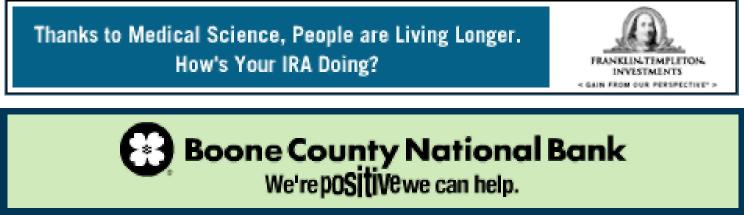 Thanks to Medical Science, People are Living Longer.
How's Your IRA Doing?
FRANKLIN TEMPLETON
INVESTMENTS
< GAIN FROM OUR PERSPECTIVE® >
Boone County National Bank
We're positive we can help.